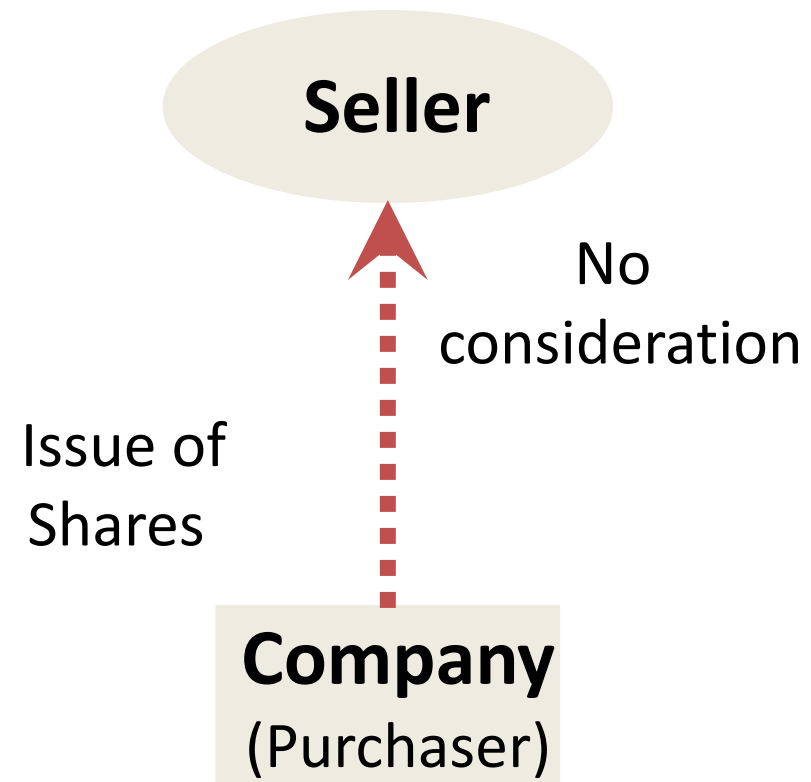 Seller
No
consideration
Issue of
Shares
Company
(Purchaser)